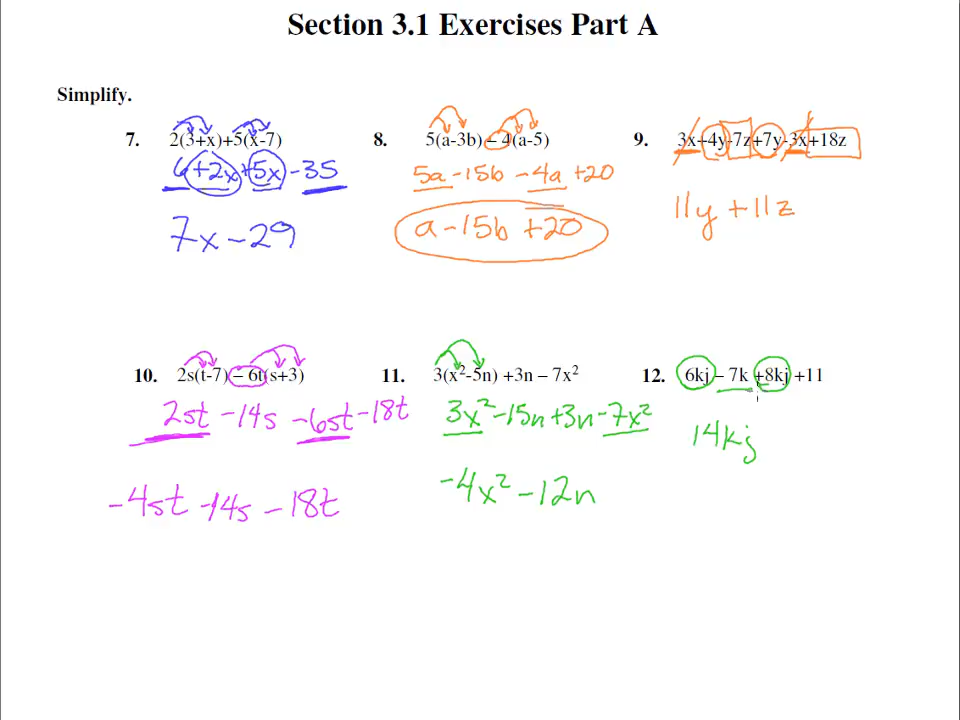 Section 3.1 Exercises Part A
Simplify.
7. 2(3+x)+5(x-7)
6+2x+5x-35
7x-29
8. 5(a-3b) – 4(a-5)
5a-15b-4a+20
a-15b+20
9. 3x+4y-7z+7y-3x+18z
11y+11z
10. 2s(t-7) – 6t(s+3)
2st-14s-6st-18t
-4st-14s-18t
11. 3(x²-5n) +3n – 7x²
3x²-15n+3n-7x²
-4x²-12n
12. 6kj – 7k +8kj +11
14kj